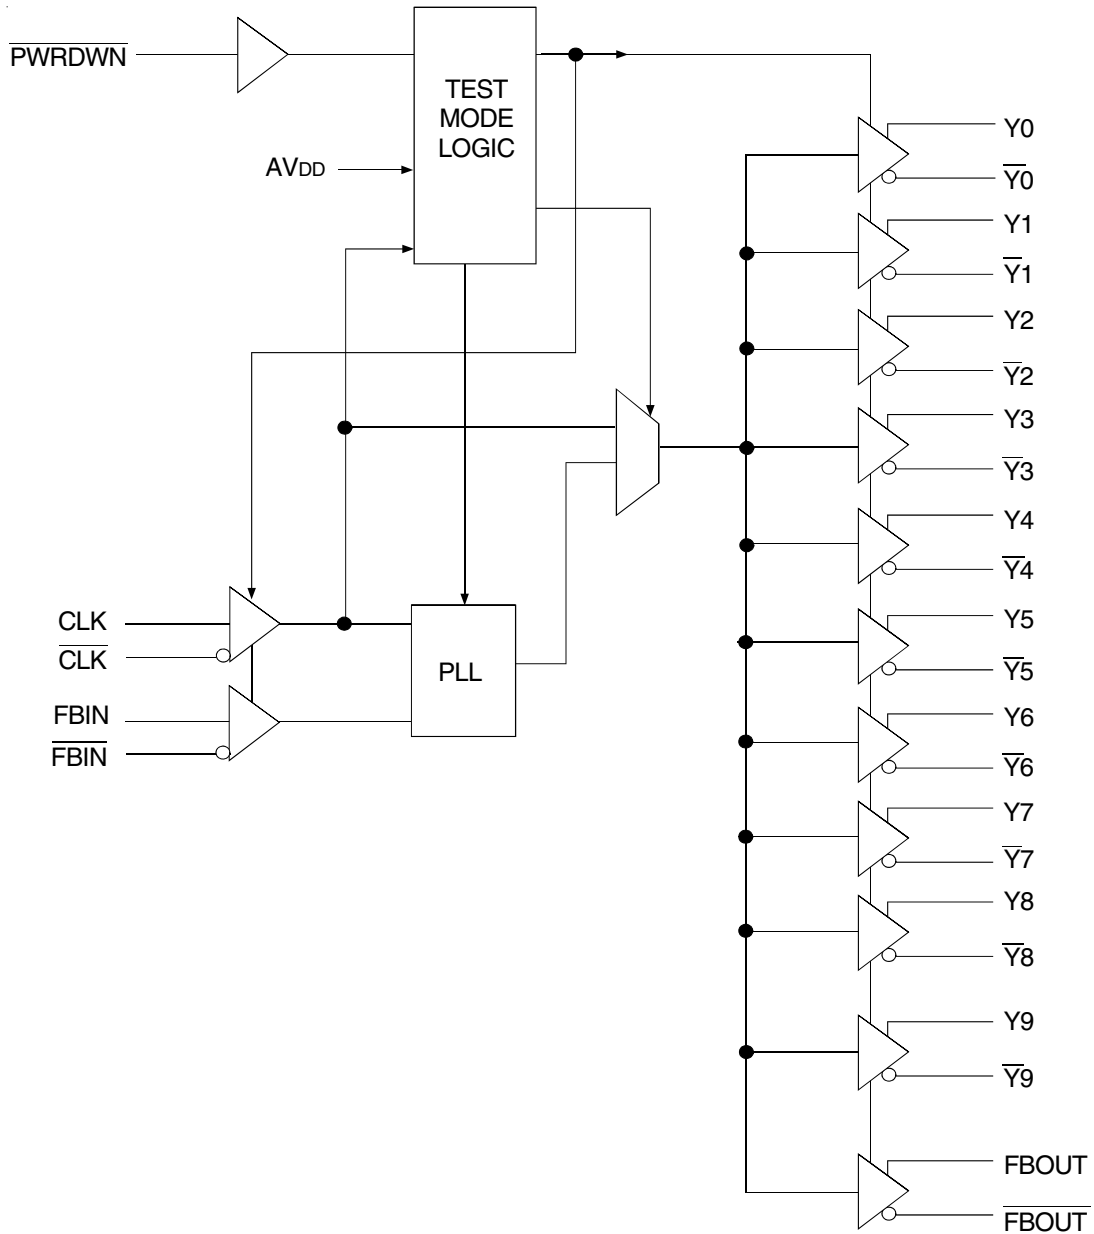 PWRDWN
TEST
MODE
LOGIC
AVDD
CLK
CLK
FBIN
FBIN
PLL
Y0
Y0
Y1
Y1
Y2
Y2
Y3
Y3
Y4
Y4
Y5
Y5
Y6
Y6
Y7
Y7
Y8
Y8
Y9
Y9
FBOUT
FBOUT